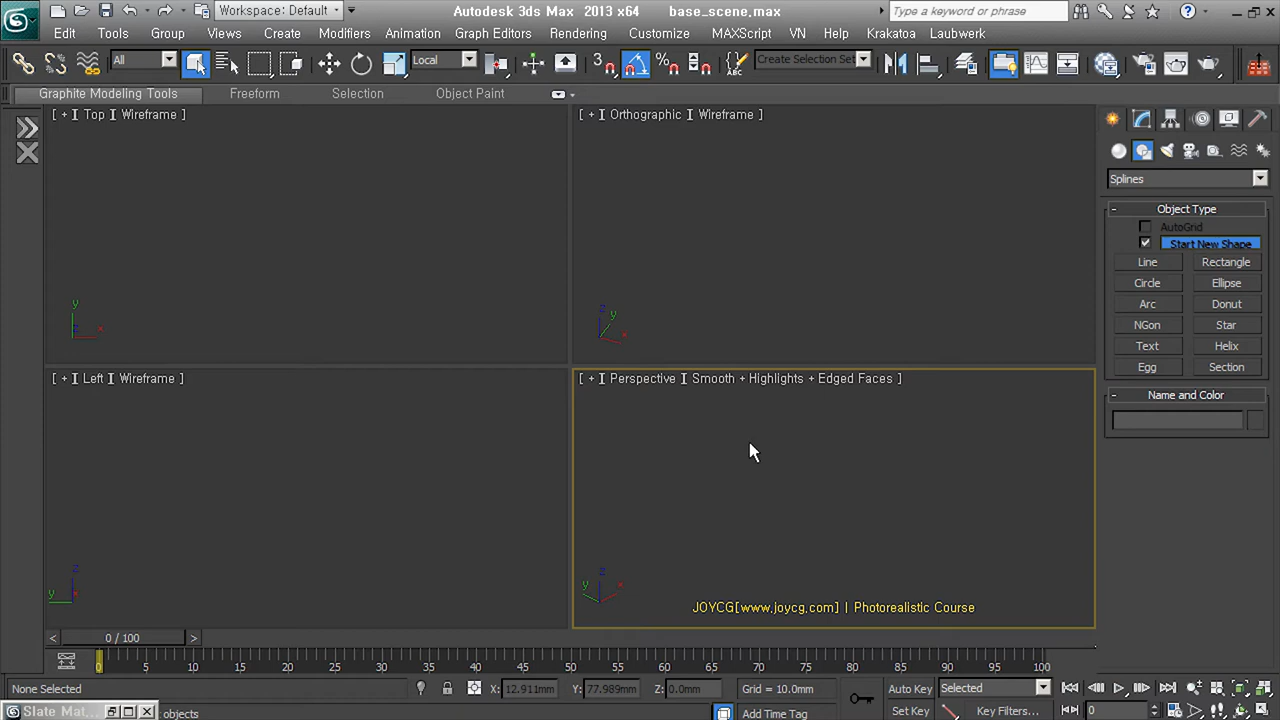 Workspace: Default
Autodesk 3ds Max  2013 x64     base_scene.max
Type a keyword or phrase
Edit
Tools
Group
Views
Create
Modifiers
Animation
Graph Editors
Rendering
Customize
MAXScript
VN
Help
Krakatoa
Laubwerk
All
Local
3
Create Selection Set
ABC
Graphite Modeling Tools
Freeform
Selection
Object Paint
[ + ][ Top ][ Wireframe ]
[ + ][ Orthographic ][ Wireframe ]
Splines
Object Type
AutoGrid
Start New Shape
Line
Rectangle
Circle
Ellipse
Arc
Donut
NGon
Star
Text
Helix
Egg
Section
Name and Color
y
z
x
z
y
x
[ + ][ Left ][ Wireframe ]
[ + ][ Perspective ][ Smooth + Highlights + Edged Faces ]
z
y
x
z
y
x
JOYCG[www.joycg.com] | Photorealistic Course
0 / 100
0 5 10 15 20 25 30 35 40 45 50 55 60 65 70 75 80 85 90 95 100
None Selected
X: 12.911mm
Y: 77.989mm
Z: 0.0mm
Grid = 10.0mm
Auto Key
Selected
Slate Mat...
objects
Add Time Tag
Set Key
Key Filters...
0